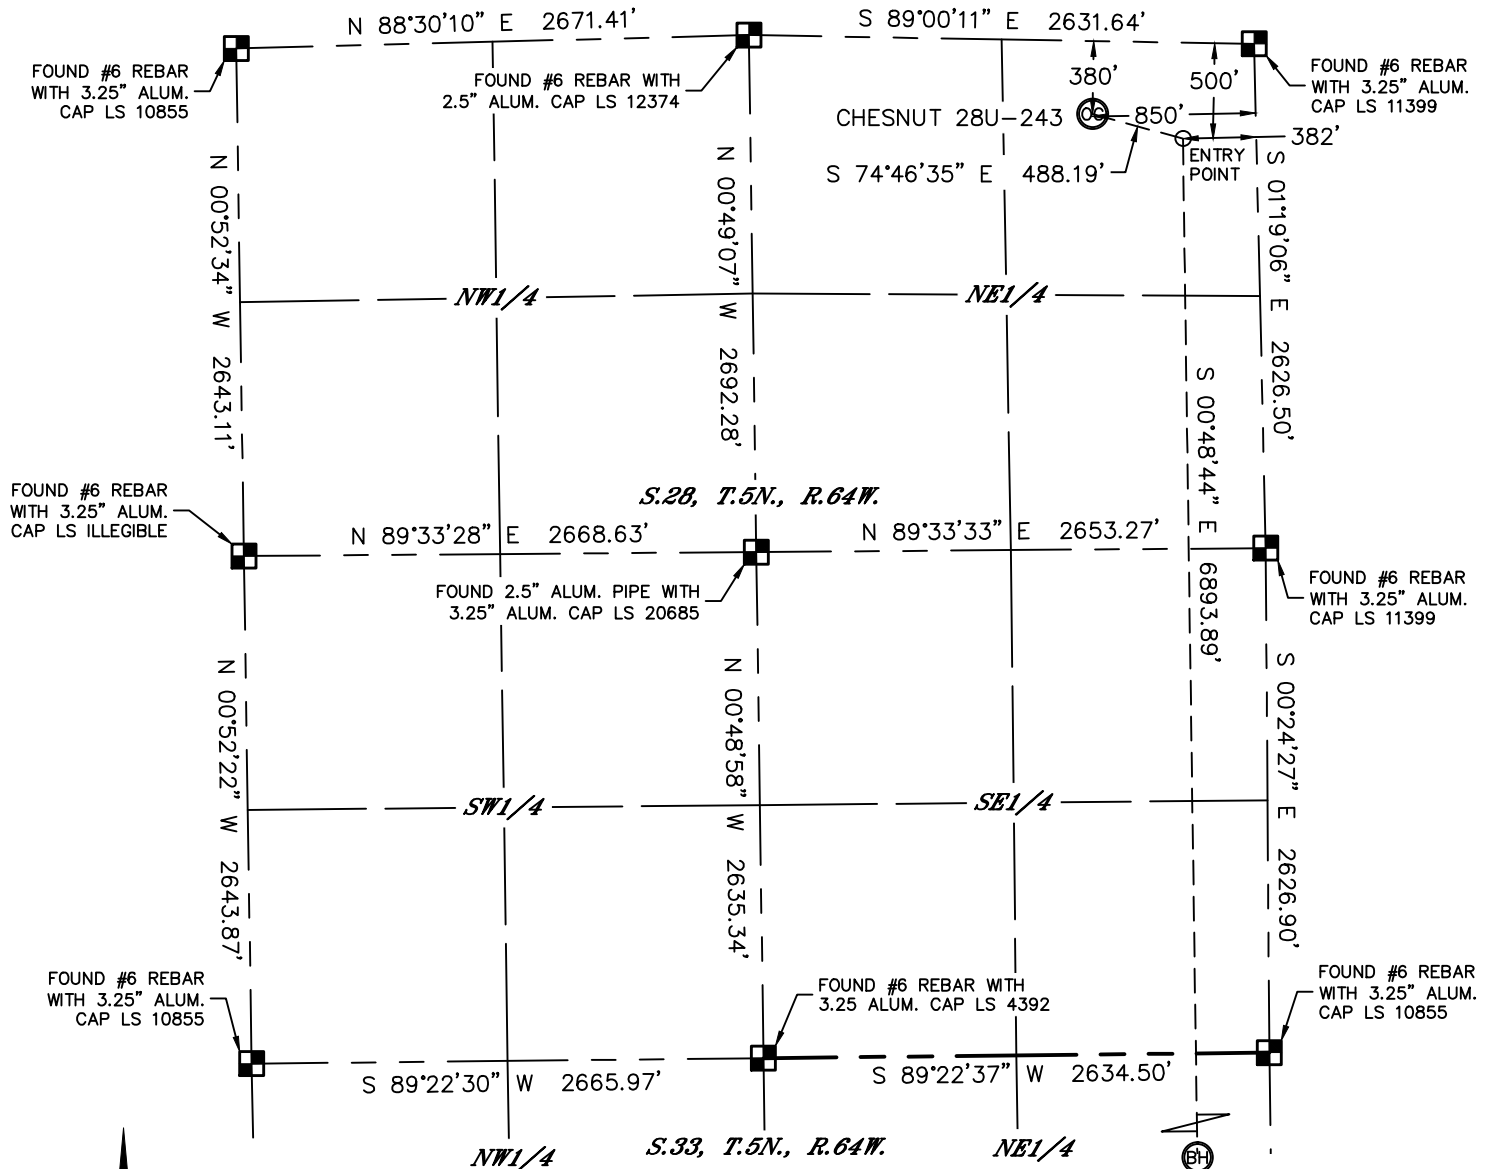 N 88°30'10" E 2671.41'
S 89°00'11" E 2631.64'
FOUND #6 REBAR
WITH 3.25" ALUM.
CAP LS 10855
FOUND #6 REBAR WITH
2.5" ALUM. CAP LS 12374
380'
500'
FOUND #6 REBAR
WITH 3.25" ALUM.
CAP LS 11399
CHESNUT 28U-243
OG
850'
382'
ENTRY
POINT
S 74°46'35" E 488.19'
N 00°52'34" W 2643.11'
N 00°49'07" W 2692.28'
S 01°19'06" E 2626.50'
NW1/4
NE1/4
S 00°48'44" E 6893.89'
FOUND #6 REBAR
WITH 3.25" ALUM.
CAP LS ILLEGIBLE
S.28, T.5N., R.64W.
N 89°33'28" E 2668.63'
N 89°33'33" E 2653.27'
FOUND 2.5" ALUM. PIPE WITH
3.25" ALUM. CAP LS 20685
FOUND #6 REBAR
WITH 3.25" ALUM.
CAP LS 11399
N 00°52'22" W 2643.87'
N 00°48'58" W 2635.34'
S 00°24'27" E 2626.90'
SW1/4
SE1/4
FOUND #6 REBAR
WITH 3.25" ALUM.
CAP LS 10855
FOUND #6 REBAR WITH
3.25 ALUM. CAP LS 4392
FOUND #6 REBAR
WITH 3.25" ALUM.
CAP LS 10855
S 89°22'30" W 2665.97'
S 89°22'37" W 2634.50'
NW1/4
S.33, T.5N., R.64W.
NE1/4
BH